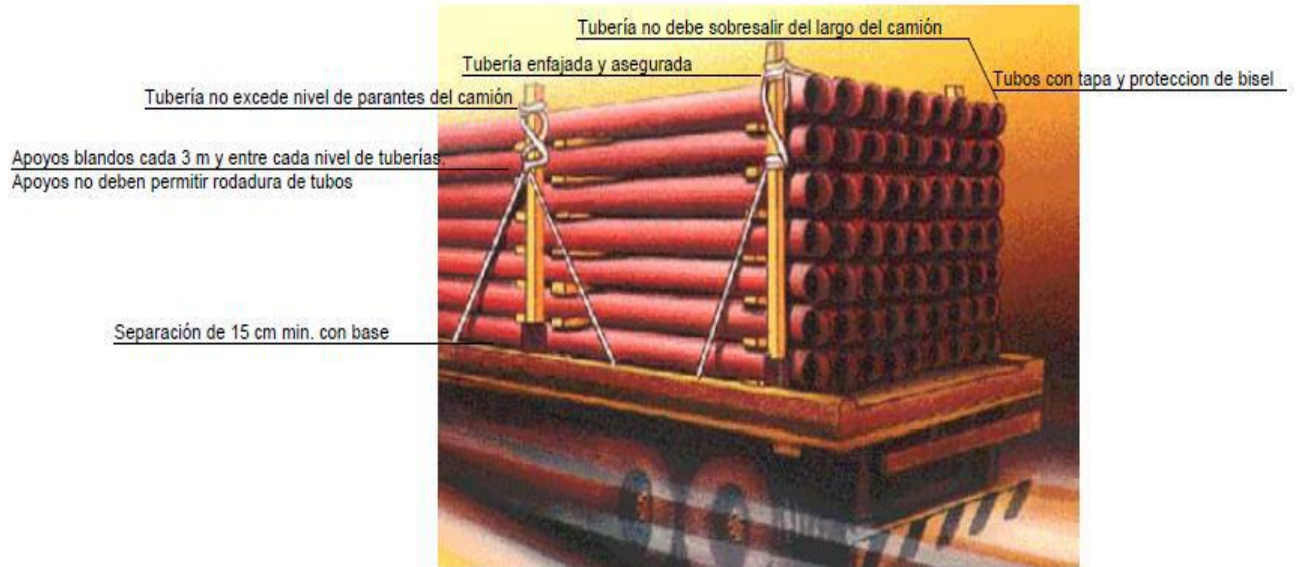 Tubería no debe sobresalir del largo del camión
Tubería enfajada y asegurada
Tubos con tapa y proteccion de bisel
Tubería no excede nivel de parantes del camión
Apoyos blandos cada 3 m y entre cada nivel de tuberías.
Apoyos no deben permitir rodadura de tubos
Separación de 15 cm min. con base